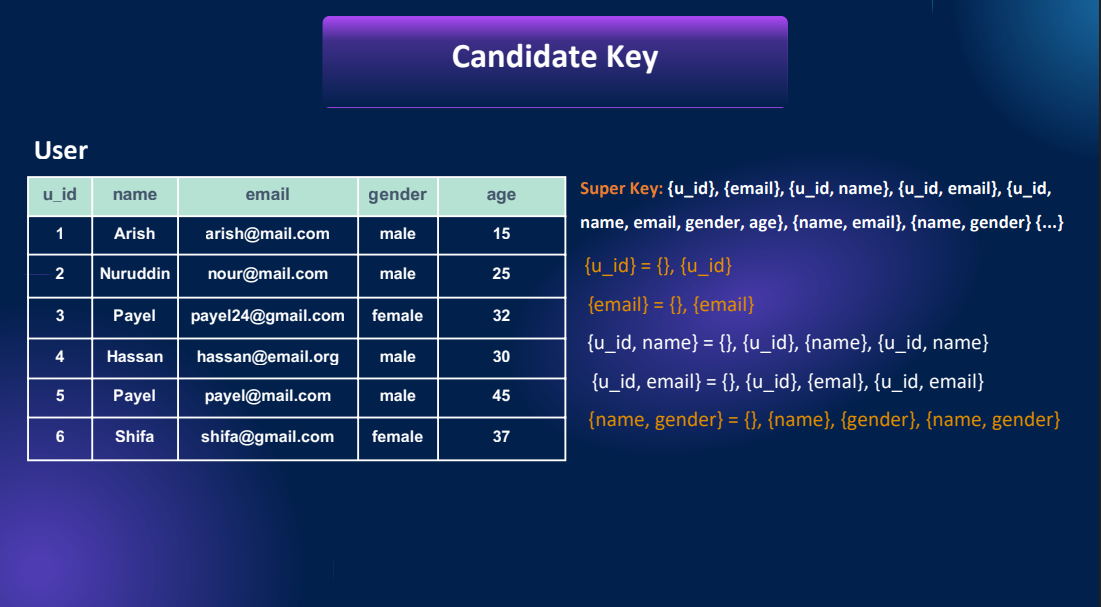 Candidate Key
User
u_id name email gender age
1 Arish arish@mail.com male 15
2 Nuruddin nour@mail.com male 25
3 Payel payel24@gmail.com female 32
4 Hassan hassan@email.org male 30
5 Payel payel@mail.com male 45
6 Shifa shifa@gmail.com female 37
Super Key: {u_id}, {email}, {u_id, name}, {u_id, email}, {u_id,
name, email, gender, age}, {name, email}, {name, gender} {...}
{u_id} = {}, {u_id}
{email} = {}, {email}
{u_id, name} = {}, {u_id}, {name}, {u_id, name}
{u_id, email} = {}, {u_id}, {emal}, {u_id, email}
{name, gender} = {}, {name}, {gender}, {name, gender}